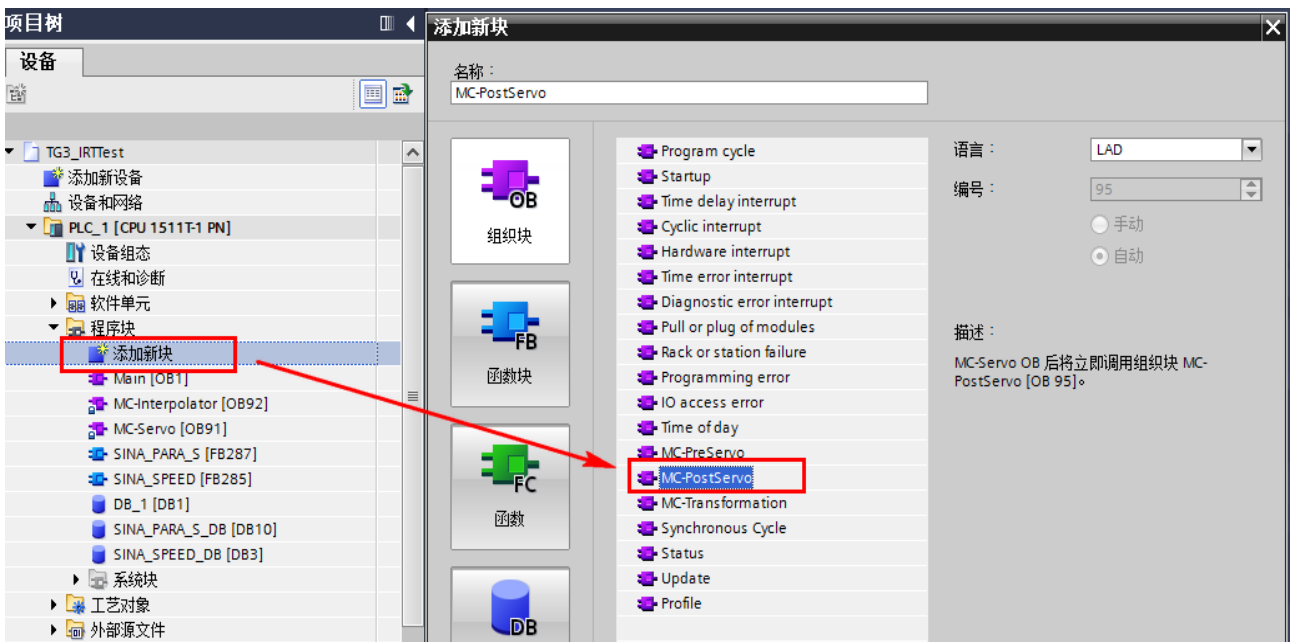 项目树
设备
TG3_IRTTest
添加新设备
设备和网络
PLC_1 [CPU 1511T-1 PN]
设备组态
在线和诊断
软件单元
程序块
添加新块
Main [OB1]
MC-Interpolator [OB92]
MC-Servo [OB91]
SINA_PARA_S [FB287]
SINA_SPEED [FB285]
DB_1 [DB1]
SINA_PARA_S_DB [DB10]
SINA_SPEED_DB [DB3]
系统块
工艺对象
外部源文件
添加新块
名称：
MC-PostServo
OB
组织块
FB
函数块
FC
函数
DB
Program cycle
Startup
Time delay interrupt
Cyclic interrupt
Hardware interrupt
Time error interrupt
Diagnostic error interrupt
Pull or plug of modules
Rack or station failure
Programming error
IO access error
Time of day
MC-PreServo
MC-PostServo
MC-Transformation
Synchronous Cycle
Status
Update
Profile
语言：
LAD
编号：
95
手动
自动
描述：
MC-Servo OB 后将立即调用组织块 MC-
PostServo [OB 95]。